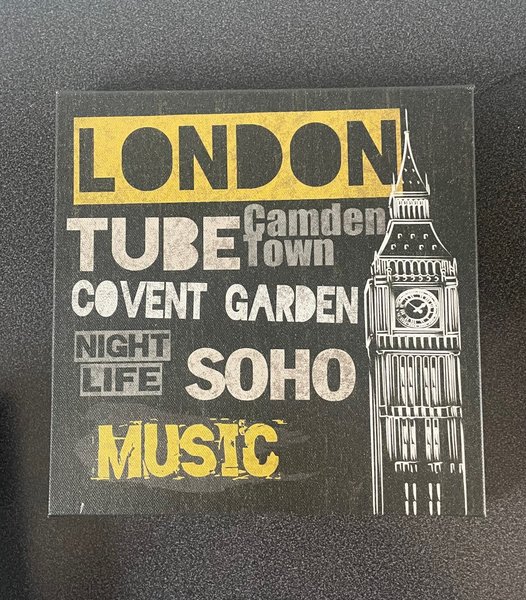 LONDON
TUBE
Camden
Town
COVENT GARDEN
NIGHT
LIFE
SOHO
MUSIC